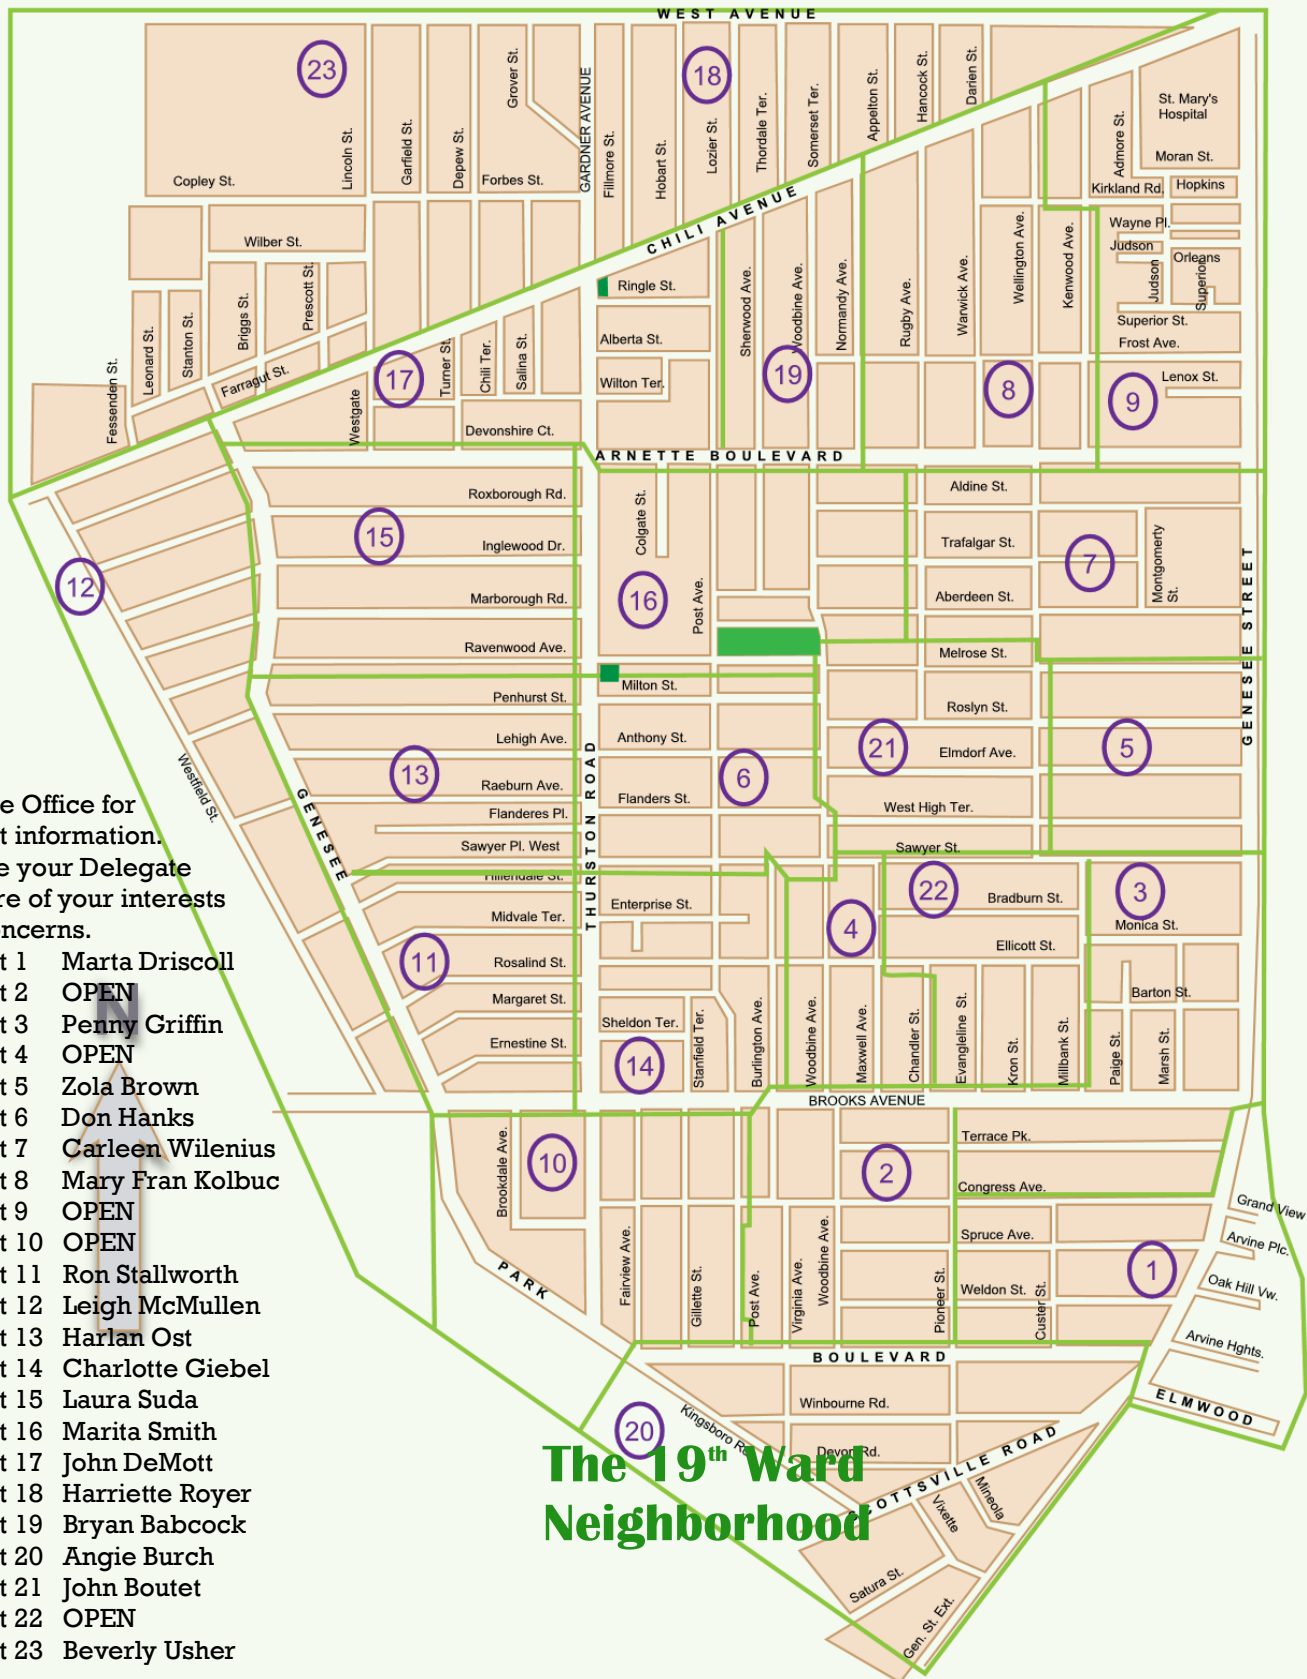 WEST AVENUE
23
18
Grover St.
GARDNER AVENUE
Lincoln St.
Garfield St.
Depew St.
Fillmore St.
Hobart St.
Lozier St.
Thordale Ter.
Somerset Ter.
Appelton St.
Hancock St.
Darien St.
St. Mary's
Hospital
Admore St.
Moran St.
Copley St.
Forbes St.
Kirkland Rd.
Hopkins
CHILI AVENUE
Wayne Pl.
Wilber St.
Judson
Orleans
Judson
Superior
Prescott St.
Ringle St.
Sherwood Ave.
Woodbine Ave.
Normandy Ave.
Rugby Ave.
Warwick Ave.
Wellington Ave.
Kenwood Ave.
Superior St.
Briggs St.
Stanton St.
Leonard St.
Fessenden St.
Alberta St.
Frost Ave.
Farragut St.
17
Turner St.
Chili Ter.
Salina St.
Wilton Ter.
19
8
9
Lenox St.
Westgate
Devonshire Ct.
ARNETTE BOULEVARD
Roxborough Rd.
Aldine St.
Colgate St.
15
Inglewood Dr.
Trafalgar St.
7
Montgomerty
St.
12
Marborough Rd.
16
Post Ave.
Aberdeen St.
GENESEE STREET
Ravenwood Ave.
Melrose St.
Penhurst St.
Milton St.
Roslyn St.
Lehigh Ave.
Anthony St.
21
Elmdorf Ave.
5
13
Raeburn Ave.
6
Westfield St.
Flanders St.
West High Ter.
Flanderes Pl.
THURSTON ROAD
GENESEE
Sawyer Pl. West
Sawyer St.
Hillendale St.
22
Bradburn St.
3
Enterprise St.
Midvale Ter.
4
Monica St.
Ellicott St.
11
Rosalind St.
Margaret St.
Barton St.
Sheldon Ter.
Ernestine St.
14
Stanfield Ter.
Burlington Ave.
Woodbine Ave.
Maxwell Ave.
Chandler St.
Evangleline St.
Kron St.
Millbank St.
Paige St.
Marsh St.
BROOKS AVENUE
Brookdale Ave.
10
2
Terrace Pk.
Congress Ave.
Grand View
Spruce Ave.
Arvine Plc.
PARK
Fairview Ave.
Gillette St.
Post Ave.
Virginia Ave.
Woodbine Ave.
Pioneer St.
Weldon St.
Custer St.
1
Oak Hill Vw.
Arvine Hghts.
BOULEVARD
Winbourne Rd.
ELMWOOD
20
Devon Rd.
SCOTTSVILLE ROAD
Mineola
Vixette
Satura St.
Gen. St. Ext.
The 19th Ward
Neighborhood
e Office for
t information.
e your Delegate
re of your interests
ncerns.
N
t 1 Marta Driscoll
t 2 OPEN
t 3 Penny Griffin
t 4 OPEN
t 5 Zola Brown
t 6 Don Hanks
t 7 Carleen Wilenius
t 8 Mary Fran Kolbuc
t 9 OPEN
t 10 OPEN
t 11 Ron Stallworth
t 12 Leigh McMullen
t 13 Harlan Ost
t 14 Charlotte Giebel
t 15 Laura Suda
t 16 Marita Smith
t 17 John DeMott
t 18 Harriette Royer
t 19 Bryan Babcock
t 20 Angie Burch
t 21 John Boutet
t 22 OPEN
t 23 Beverly Usher
Kingsboro